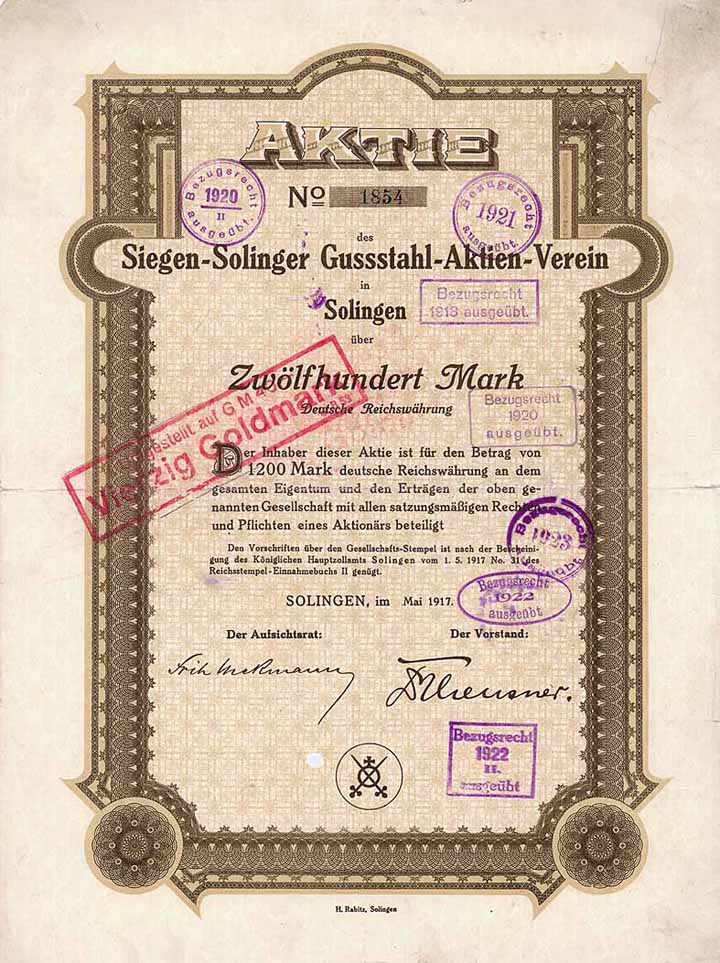 AKTIE
Bezugsrecht
1920
II
ausgeübt.
No 1854
Bezugsrecht
1921
ausgeübt.
des
Siegen-Solinger Gussstahl-Aktien-Verein
in
Solingen
Bezugsrecht
1918 ausgeübt.
über
Zwölfhundert Mark
Deutsche Reichswährung
Bezugsrecht
1920
ausgeübt.
gestellt auf GM
Vierzig Goldmark
Der Inhaber dieser Aktie ist für den Betrag von
1200 Mark deutsche Reichswährung an dem
gesamten Eigentum und den Erträgen der oben ge-
nannten Gesellschaft mit allen satzungsmäßigen Rechten
und Pflichten eines Aktionärs beteiligt
Bezugsrecht
1923
ausgeübt
Den Vorschriften über den Gesellschafts-Stempel ist nach der Bescheini-
gung des Königlichen Hauptzollamts Solingen vom 1. 5. 1917 No. 31 des
Reichsstempel-Einnahmebuchs II genügt.
Bezugsrecht
1922
ausgeübt
SOLINGEN, im Mai 1917.
Der Aufsichtsrat: Der Vorstand:
Bezugsrecht
1922
II.
ausgeübt
H. Rabitz, Solingen